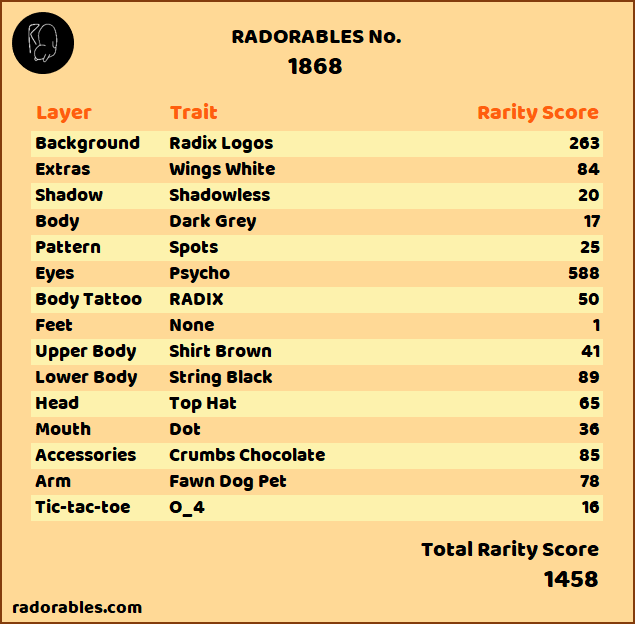 RADORABLES No.
1868
Layer Trait Rarity Score
Background Radix Logos 263
Extras Wings White 84
Shadow Shadowless 20
Body Dark Grey 17
Pattern Spots 25
Eyes Psycho 588
Body Tattoo RADIX 50
Feet None 1
Upper Body Shirt Brown 41
Lower Body String Black 89
Head Top Hat 65
Mouth Dot 36
Accessories Crumbs Chocolate 85
Arm Fawn Dog Pet 78
Tic-tac-toe O_4 16
Total Rarity Score
1458
radorables.com